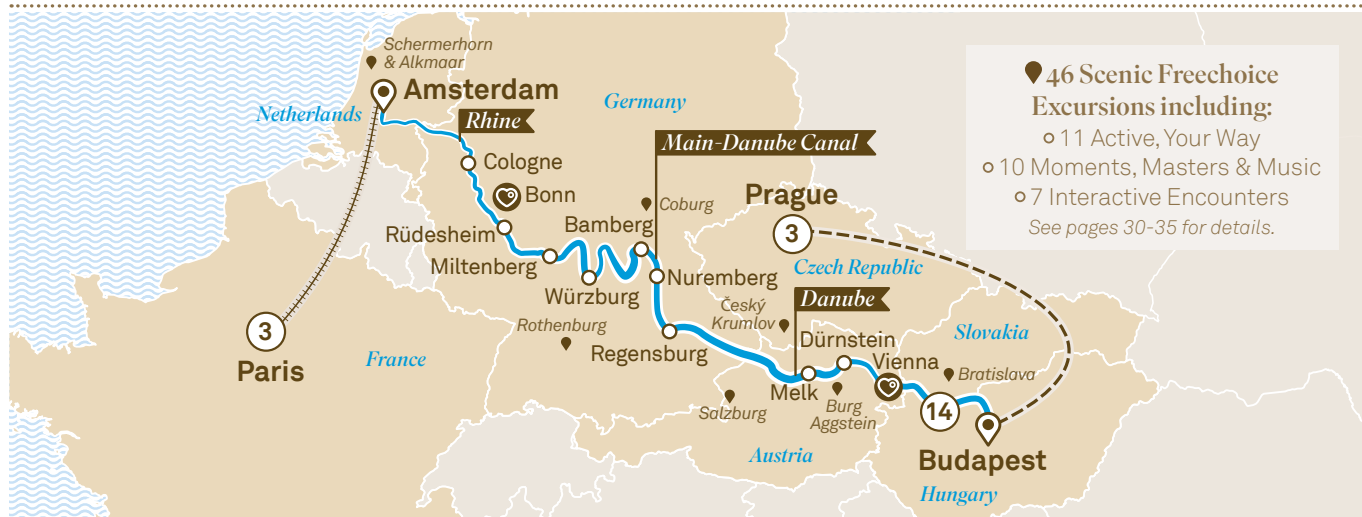 Schermerhorn
& Alkmaar
Amsterdam
Netherlands
Germany
Rhine
Cologne
Bonn
Main-Danube Canal
Bamberg
Coburg
Rüdesheim
Miltenberg
Würzburg
Nuremberg
Rothenburg
Regensburg
Prague
3
Czech Republic
Český
Krumlov
Danube
Dürnstein
Vienna
Slovakia
Bratislava
Melk
Salzburg
Burg
Aggstein
14
Austria
Budapest
Hungary
3
Paris
France
46 Scenic Freechoice
Excursions including:
11 Active, Your Way
10 Moments, Masters & Music
7 Interactive Encounters
See pages 30-35 for details.